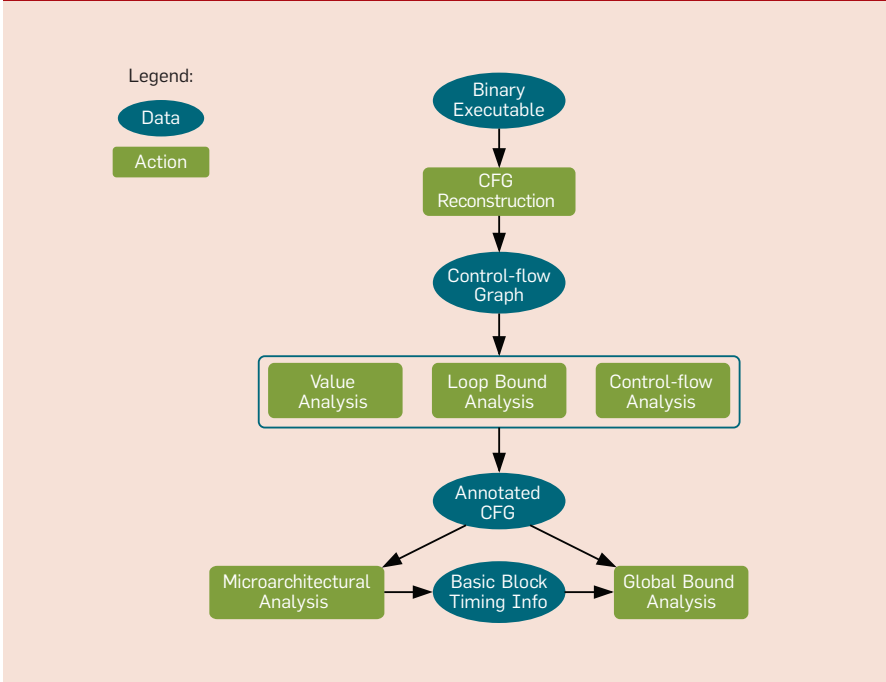 Legend:
Data
Action
Binary
Executable
CFG
Reconstruction
Control-flow
Graph
Value
Analysis
Loop Bound
Analysis
Control-flow
Analysis
Annotated
CFG
Microarchitectural
Analysis
Basic Block
Timing Info
Global Bound
Analysis